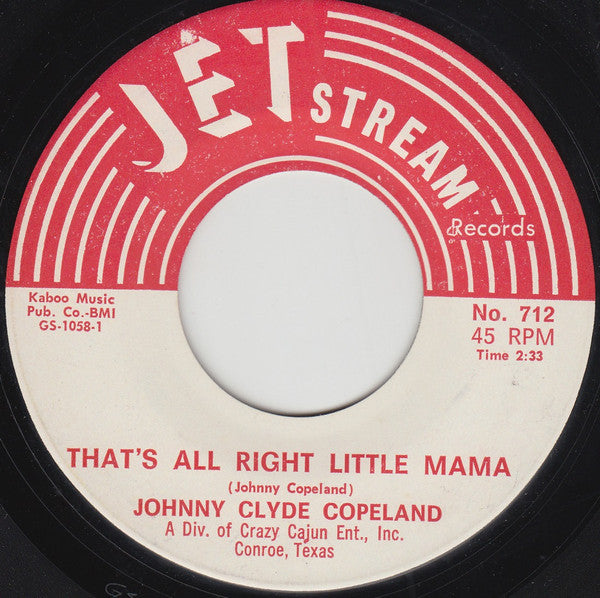 JET STREAM
Records
Kaboo Music
Pub. Co.-BMI
GS-1058-1
No. 712
45 RPM
Time 2:33
THAT'S ALL RIGHT LITTLE MAMA
(Johnny Copeland)
JOHNNY CLYDE COPELAND
A Div. of Crazy Cajun Ent., Inc.
Conroe, Texas
GS